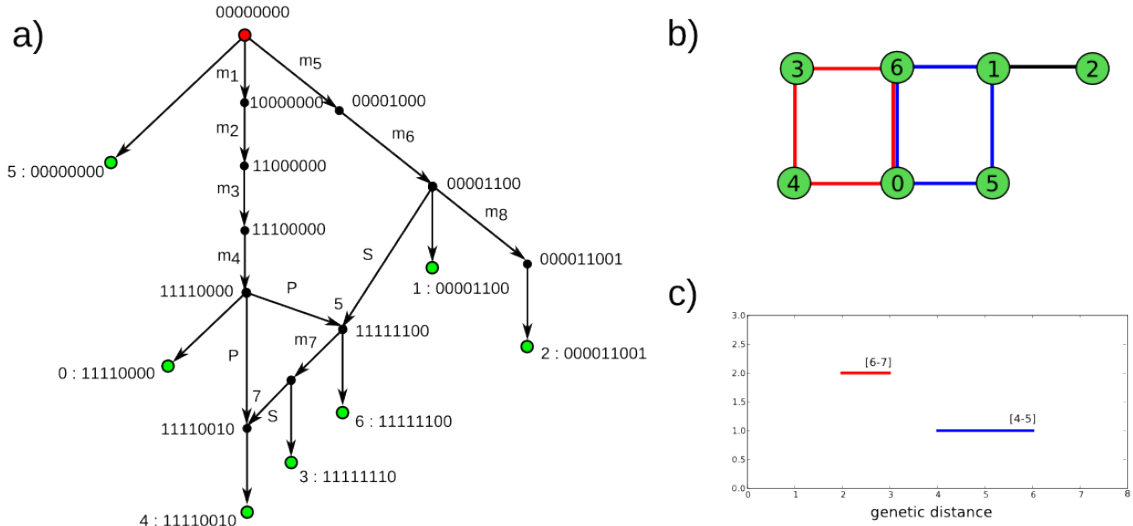 a)
00000000
m1
m5
10000000
00001000
m2
m6
5 : 00000000
11000000
m3
00001100
11100000
m8
m4
S
000011001
11110000
P
1 : 00001100
5
11111100
m7
0 : 11110000
P
2 : 000011001
7
S
11110010
6 : 11111100
3 : 11111110
4 : 11110010
b)
3
6
1
2
4
0
5
c)
3.0
2.5
2.0
1.5
1.0
0.5
0.0
[6-7]
[4-5]
0
1
2
3
4
5
6
7
8
genetic distance